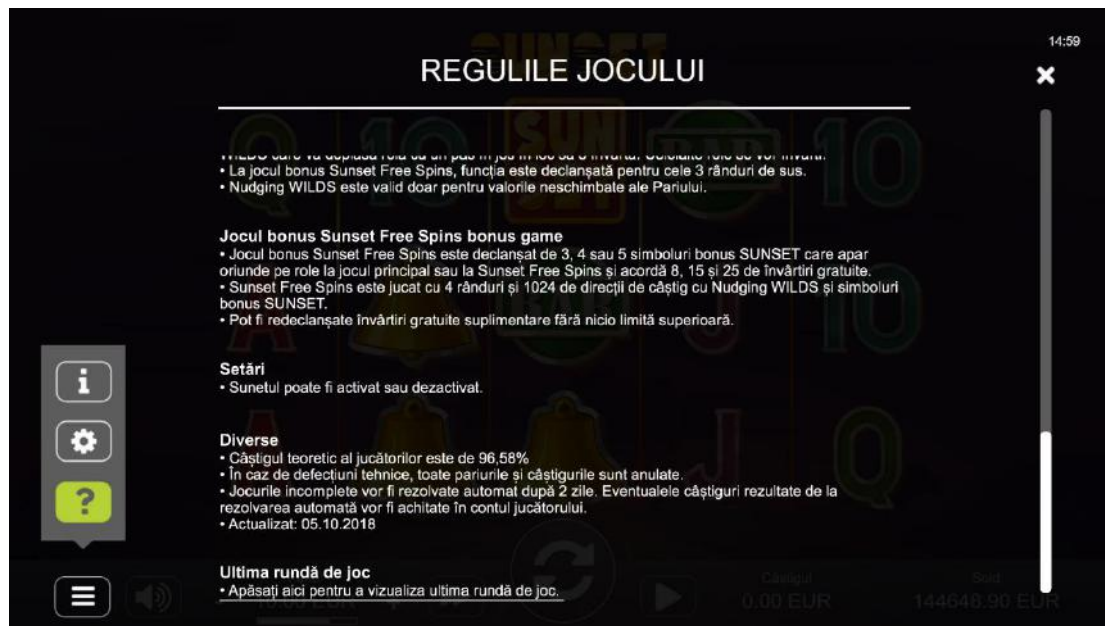 14:59
REGULILE JOCULUI
• La jocul bonus Sunset Free Spins, funcția este declanșată pentru cele 3 rânduri de sus.
• Nudging WILDS este valid doar pentru valorile neschimbate ale Pariului.
Jocul bonus Sunset Free Spins bonus game
• Jocul bonus Sunset Free Spins este declanșat de 3, 4 sau 5 simboluri bonus SUNSET care apar
oriunde pe role la jocul principal sau la Sunset Free Spins și acordă 8, 15 și 25 de învârtiri gratuite.
• Sunset Free Spins este jucat cu 4 rânduri și 1024 de direcții de câștig cu Nudging WILDS și simboluri
bonus SUNSET.
• Pot fi redeclanșate învârtiri gratuite suplimentare fără nicio limită superioară.
Setări
• Sunetul poate fi activat sau dezactivat.
Diverse
• Câștigul teoretic al jucătorilor este de 96,58%
• În caz de defecțiuni tehnice, toate pariurile și câștigurile sunt anulate.
• Jocurile incomplete vor fi rezolvate automat după 2 zile. Eventualele câștiguri rezultate de la
rezolvarea automată vor fi achitate în contul jucătorului.
• Actualizat: 05.10.2018
Ultima rundă de joc
• Apăsați aici pentru a vizualiza ultima rundă de joc.
Câștigul
Sold
10.00 EUR
0.00 EUR
144648.90 EUR